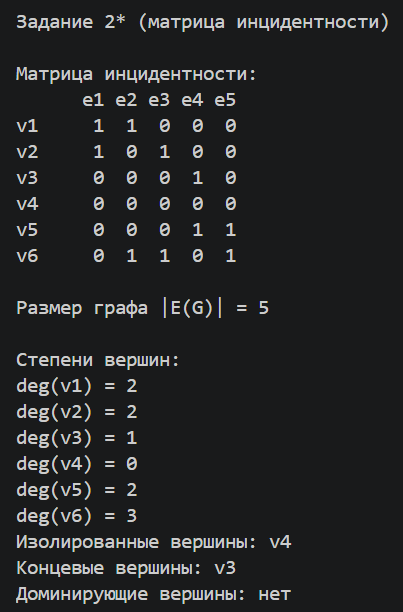 Задание 2* (матрица инцидентности)
Матрица инцидентности:
e1 e2 e3 e4 e5
v1 1 1 0 0 0
v2 1 0 1 0 0
v3 0 0 0 1 0
v4 0 0 0 0 0
v5 0 0 0 1 1
v6 0 1 1 0 1
Размер графа |E(G)| = 5
Степени вершин:
deg(v1) = 2
deg(v2) = 2
deg(v3) = 1
deg(v4) = 0
deg(v5) = 2
deg(v6) = 3
Изолированные вершины: v4
Концевые вершины: v3
Доминирующие вершины: нет